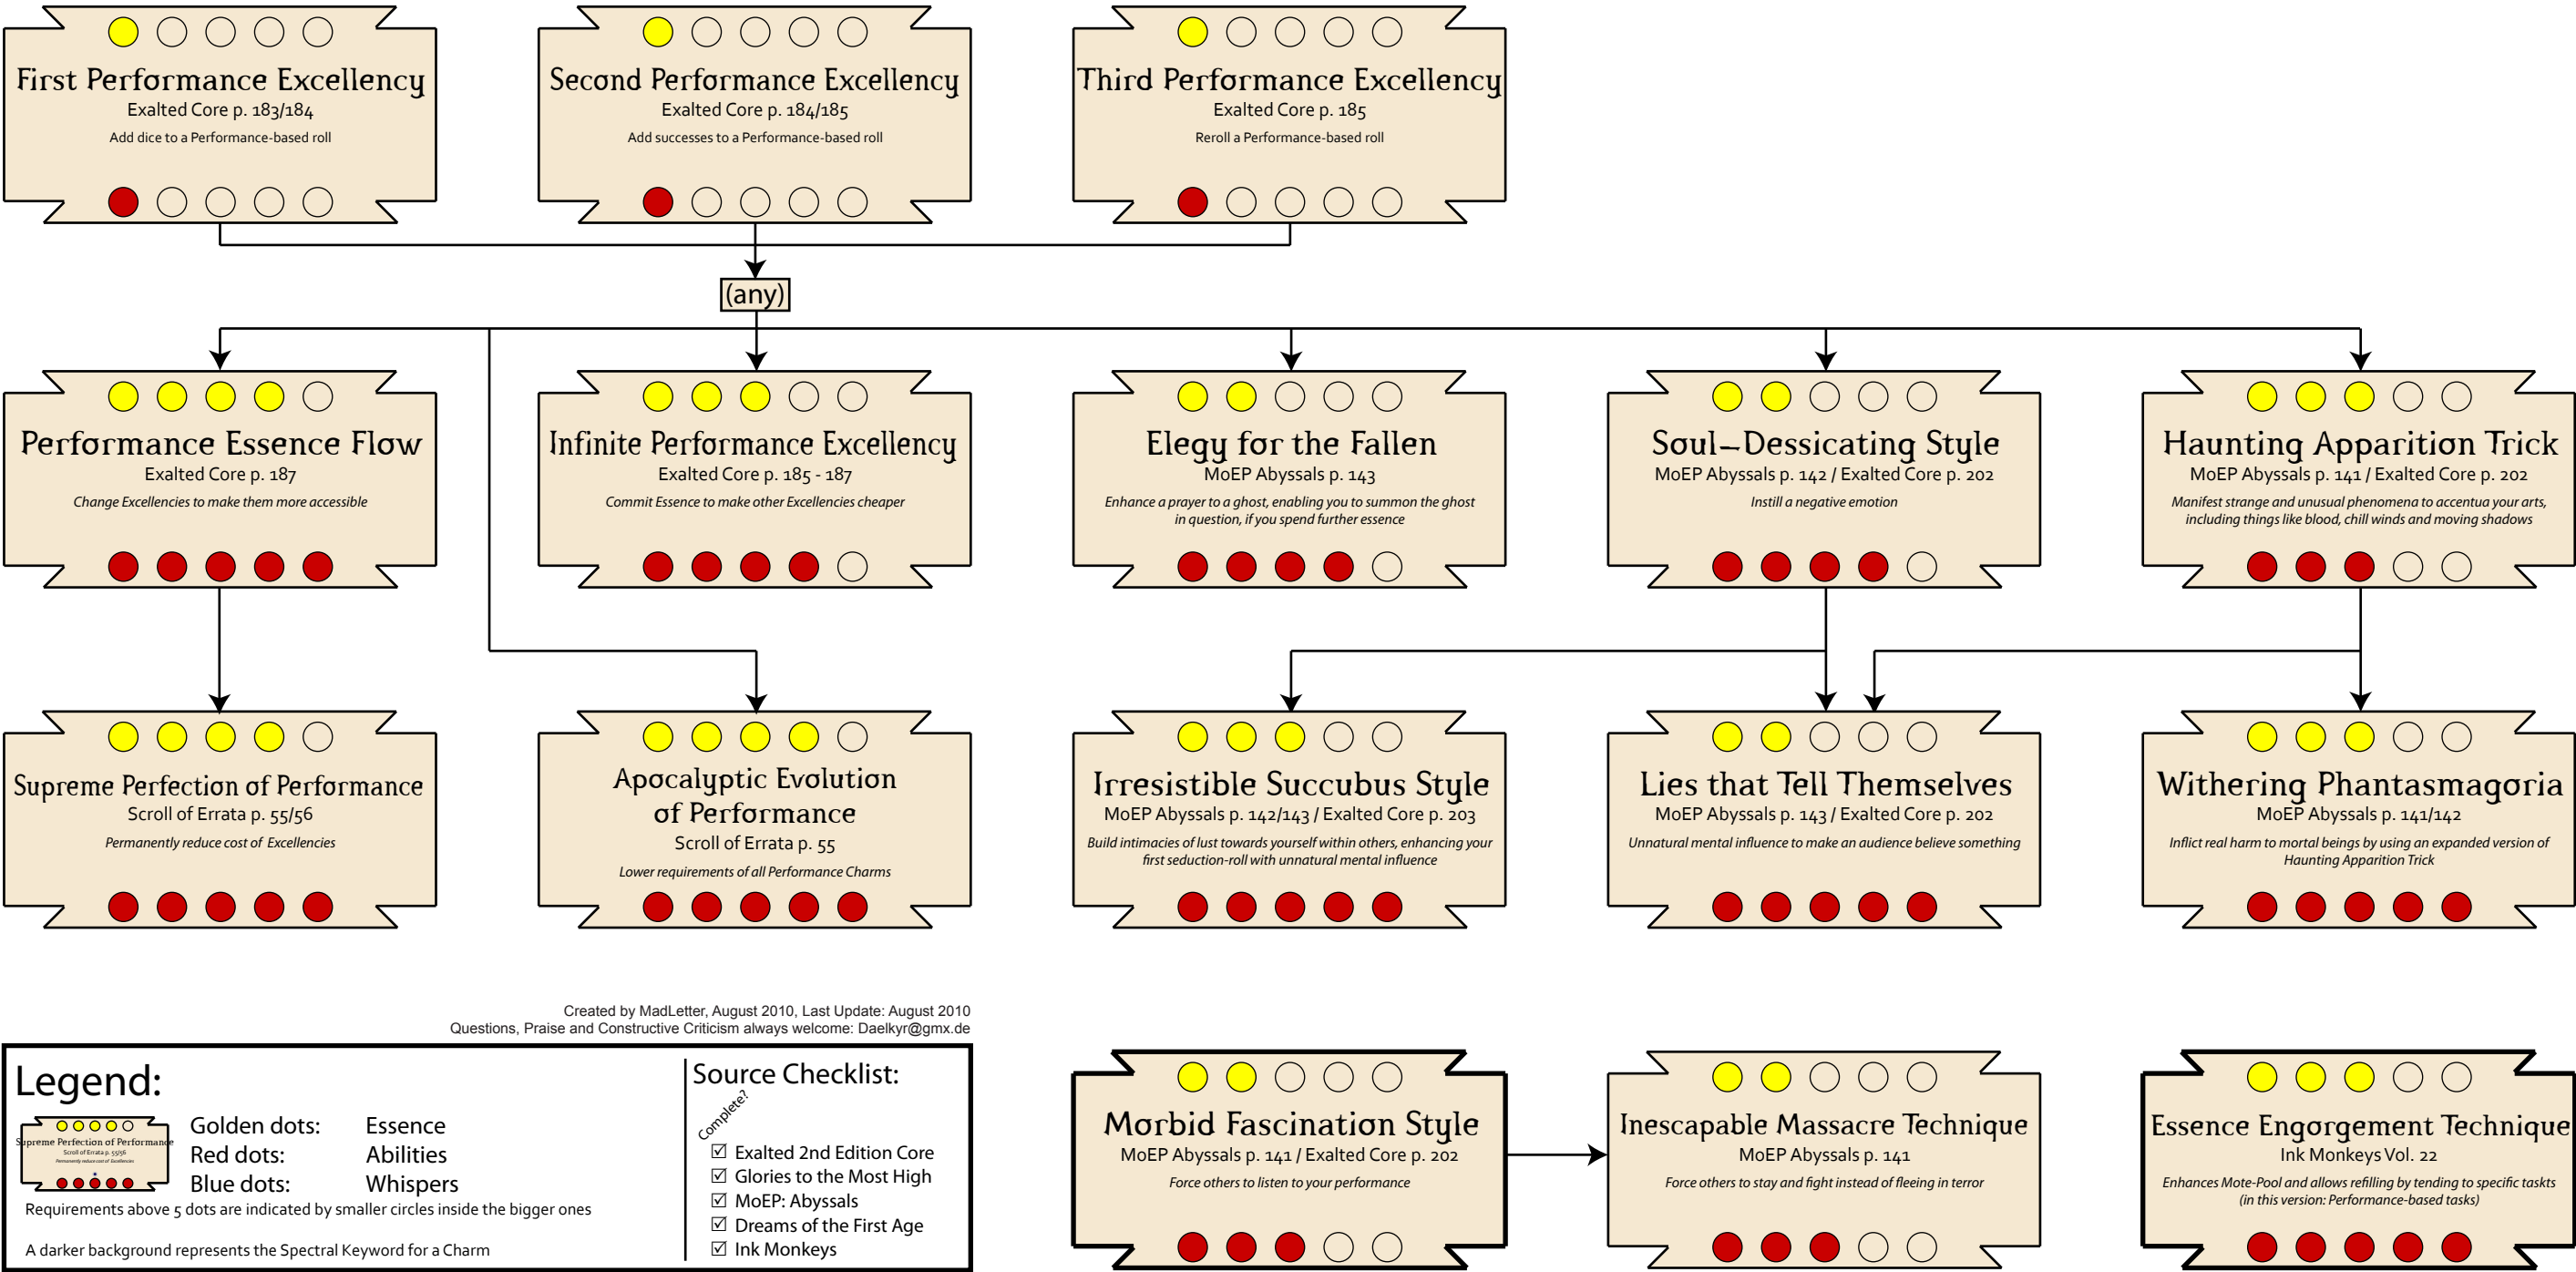 First Performance Excellency
Exalted Core p. 183/184
Add dice to a Performance-based roll
Second Performance Excellency
Exalted Core p. 184/185
Add successes to a Performance-based roll
Third Performance Excellency
Exalted Core p. 185
Reroll a Performance-based roll
(any)
Performance Essence Flow
Exalted Core p. 187
Change Excellencies to make them more accessible
Infinite Performance Excellency
Exalted Core p. 185 - 187
Commit Essence to make other Excellencies cheaper
Elegy for the Fallen
MoEP Abyssals p. 143
Enhance a prayer to a ghost, enabling you to summon the ghost
in question, if you spend further essence
Soul-Dessicating Style
MoEP Abyssals p. 142 / Exalted Core p. 202
Instill a negative emotion
Haunting Apparition Trick
MoEP Abyssals p. 141 / Exalted Core p. 202
Manifest strange and unusual phenomena to accentua your arts,
including things like blood, chill winds and moving shadows
Supreme Perfection of Performance
Scroll of Errata p. 55/56
Permanently reduce cost of Excellencies
Apocalyptic Evolution
of Performance
Scroll of Errata p. 55
Lower requirements of all Performance Charms
Irresistible Succubus Style
MoEP Abyssals p. 142/143 / Exalted Core p. 203
Build intimacies of lust towards yourself within others, enhancing your
first seduction-roll with unnatural mental influence
Lies that Tell Themselves
MoEP Abyssals p. 143 / Exalted Core p. 202
Unnatural mental influence to make an audience believe something
Withering Phantasmagoria
MoEP Abyssals p. 141/142
Inflict real harm to mortal beings by using an expanded version of
Haunting Apparition Trick
Created by MadLetter, August 2010, Last Update: August 2010
Questions, Praise and Constructive Criticism always welcome: Daelkyr@gmx.de
Legend:
Supreme Perfection of Performance
Scroll of Errata p. 55/56
Permanently reduce cost of Excellencies
Golden dots: Essence
Red dots: Abilities
Blue dots: Whispers
Requirements above 5 dots are indicated by smaller circles inside the bigger ones
A darker background represents the Spectral Keyword for a Charm
Source Checklist:
Complete?
Exalted 2nd Edition Core
Glories to the Most High
MoEP: Abyssals
Dreams of the First Age
Ink Monkeys
Morbid Fascination Style
MoEP Abyssals p. 141 / Exalted Core p. 202
Force others to listen to your performance
Inescapable Massacre Technique
MoEP Abyssals p. 141
Force others to stay and fight instead of fleeing in terror
Essence Engorgement Technique
Ink Monkeys Vol. 22
Enhances Mote-Pool and allows refilling by tending to specific taskts
(in this version: Performance-based tasks)